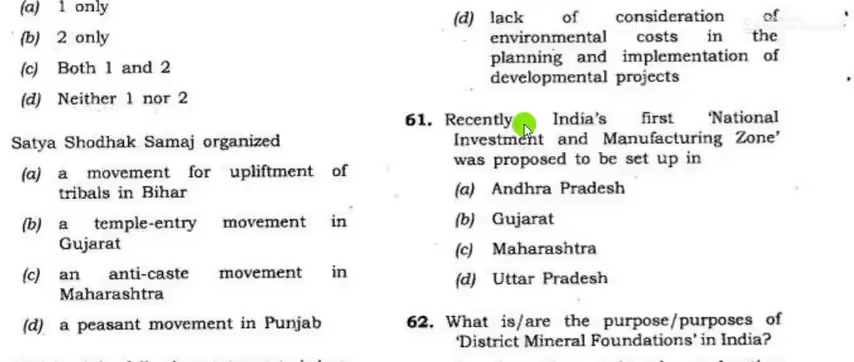 (a) 1 only
(b) 2 only
(c) Both 1 and 2
(d) Neither 1 nor 2
Satya Shodhak Samaj organized
(a) a movement for upliftment of
tribals in Bihar
(b) a temple-entry movement in
Gujarat
(c) an anti-caste movement in
Maharashtra
(d) a peasant movement in Punjab
(d) lack of consideration of
environmental costs in the
planning and implementation of
developmental projects
61. Recently, India's first 'National
Investment and Manufacturing Zone'
was proposed to be set up in
(a) Andhra Pradesh
(b) Gujarat
(c) Maharashtra
(d) Uttar Pradesh
62. What is/are the purpose/purposes of
'District Mineral Foundations' in India?